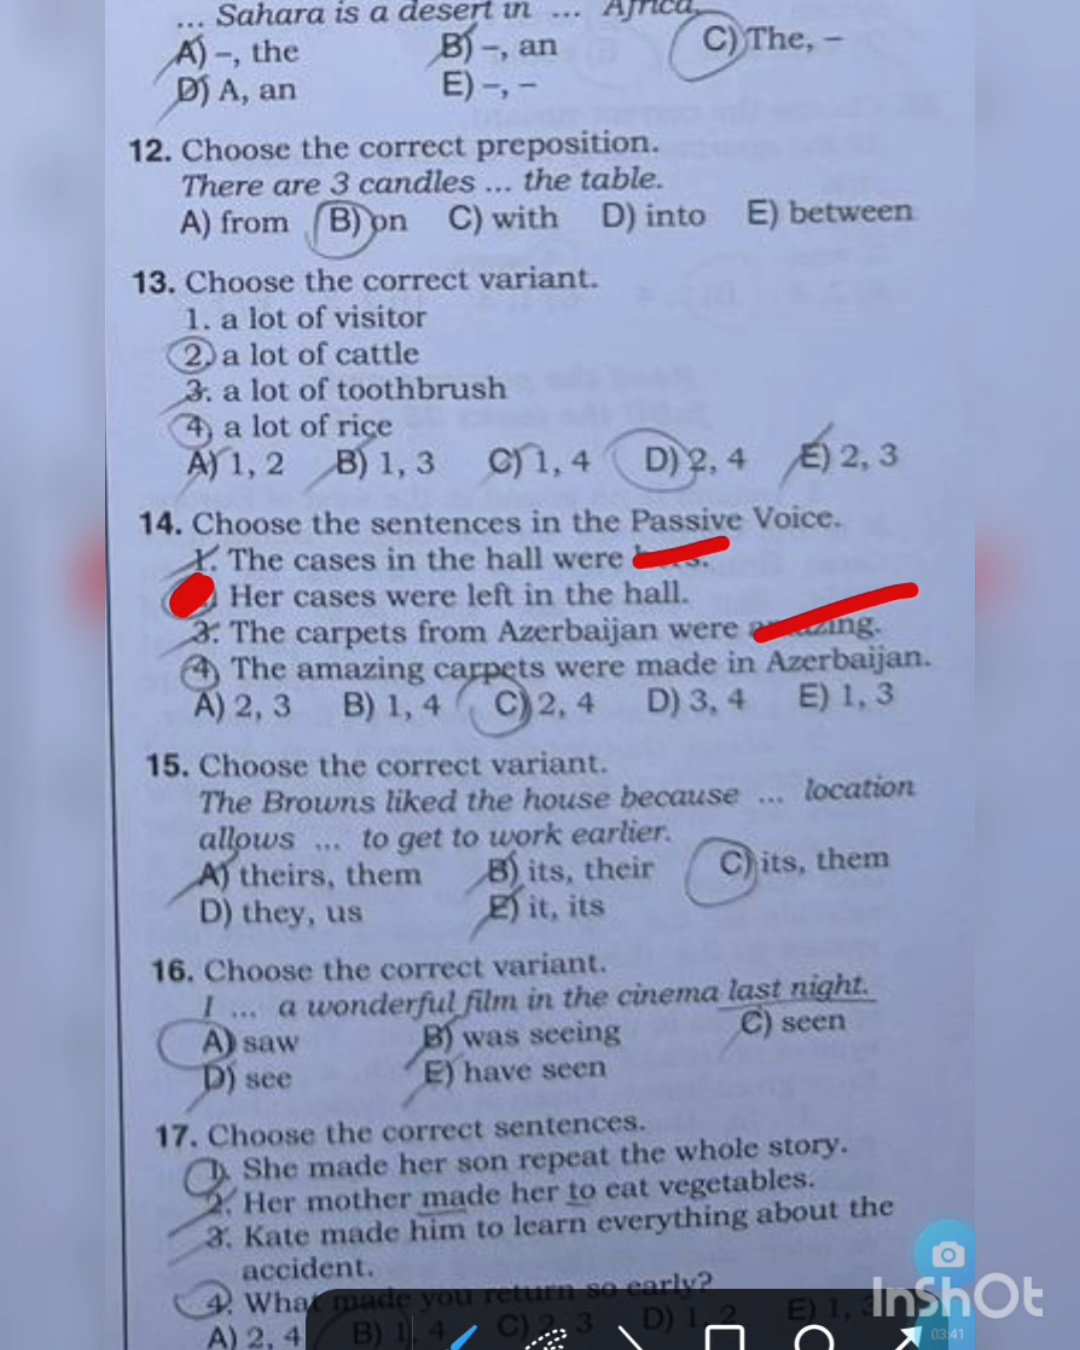 ... Sahara is a desert in ... Africa.
A) –, the B) –, an C) The, –
D) A, an E) –, –
12. Choose the correct preposition.
There are 3 candles ... the table.
A) from B) on C) with D) into E) between
13. Choose the correct variant.
1. a lot of visitor
2. a lot of cattle
3. a lot of toothbrush
4. a lot of rice
A) 1, 2 B) 1, 3 C) 1, 4 D) 2, 4 E) 2, 3
14. Choose the sentences in the Passive Voice.
1. The cases in the hall were
Her cases were left in the hall.
3. The carpets from Azerbaijan were amazing.
4. The amazing carpets were made in Azerbaijan.
A) 2, 3 B) 1, 4 C) 2, 4 D) 3, 4 E) 1, 3
15. Choose the correct variant.
The Browns liked the house because ... location
allows ... to get to work earlier.
A) theirs, them B) its, their C) its, them
D) they, us E) it, its
16. Choose the correct variant.
I ... a wonderful film in the cinema last night.
A) saw B) was seeing C) seen
D) see E) have seen
17. Choose the correct sentences.
1. She made her son repeat the whole story.
2. Her mother made her to eat vegetables.
3. Kate made him to learn everything about the
accident.
4. What made you return so early?
A) 2, 4 B) 1, 4 C) 2, 3 D) 1, 2 E) 1,
InShOt
03:41